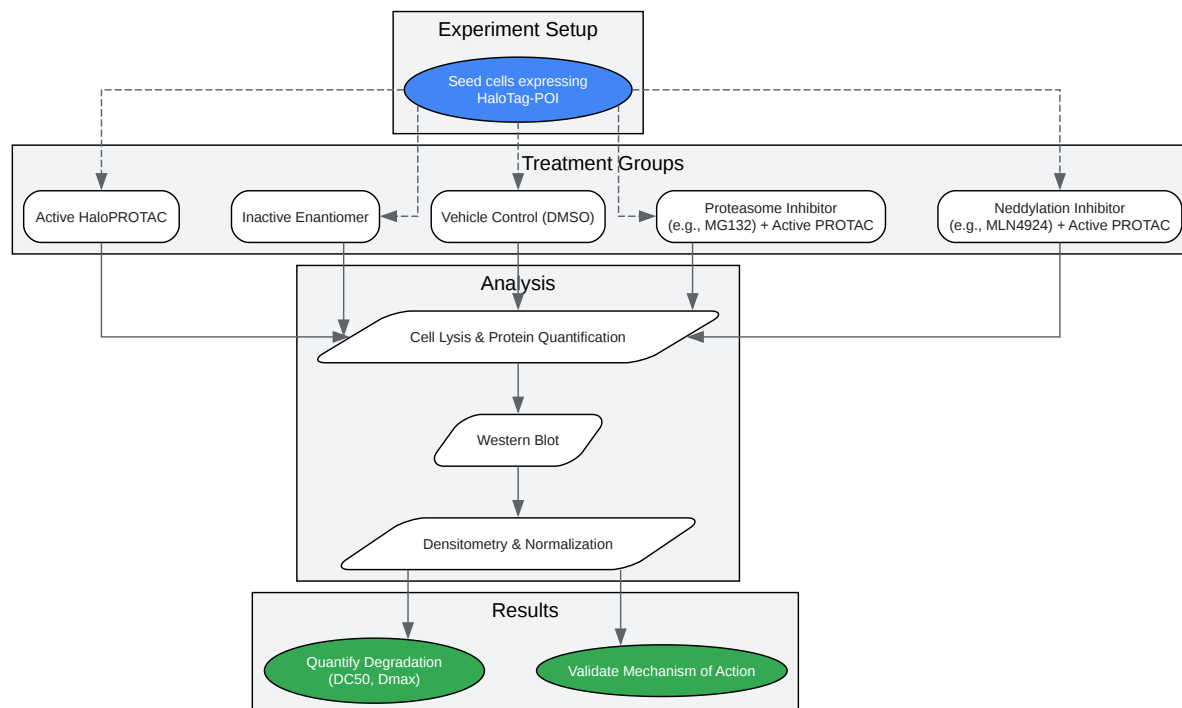 Experiment Setup
Seed cells expressing
HaloTag-POI
Treatment Groups
Active HaloPROTAC
Inactive Enantiomer
Vehicle Control (DMSO)
Proteasome Inhibitor
(e.g., MG132) + Active PROTAC
Neddylation Inhibitor
(e.g., MLN4924) + Active PROTAC
Analysis
Cell Lysis & Protein Quantification
Western Blot
Densitometry & Normalization
Results
Quantify Degradation
(DC50, Dmax)
Validate Mechanism of Action